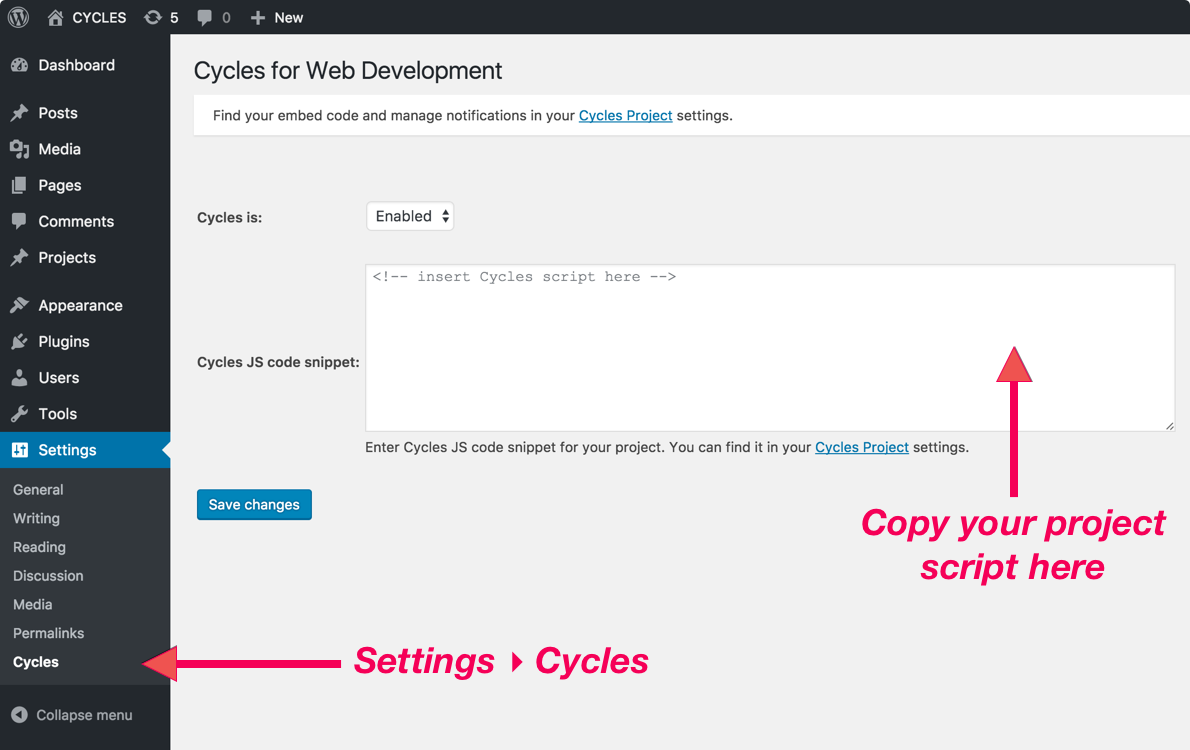 CYCLES 5 0 New
Dashboard
Posts
Media
Pages
Comments
Projects
Appearance
Plugins
Users
Tools
Settings
General
Writing
Reading
Discussion
Media
Permalinks
Cycles
Collapse menu
Cycles for Web Development
Find your embed code and manage notifications in your Cycles Project settings.
Cycles is: Enabled
Cycles JS code snippet:
<!-- insert Cycles script here -->
Enter Cycles JS code snippet for your project. You can find it in your Cycles Project settings.
Save changes
Copy your project
script here
Settings ▸ Cycles